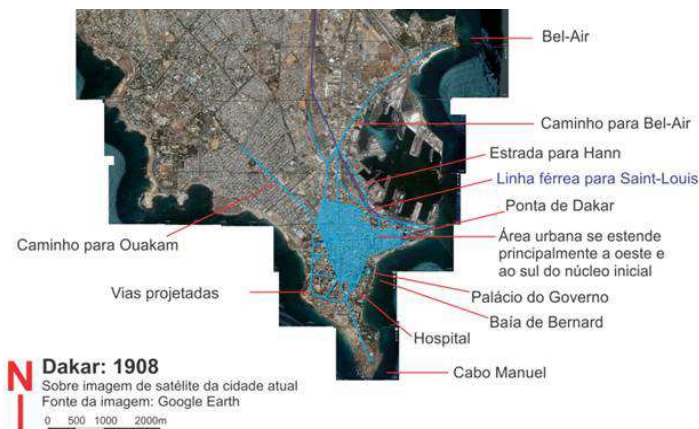 Bel-Air
Caminho para Bel-Air
Estrada para Hann
Linha férrea para Saint-Louis
Ponta de Dakar
Caminho para Ouakam
Área urbana se estende
principalmente a oeste e
ao sul do núcleo inicial
Vias projetadas
Palácio do Governo
Baía de Bernard
Hospital
Cabo Manuel
N
Dakar: 1908
Sobre imagem de satélite da cidade atual
Fonte da imagem: Google Earth
0 500 1000 2000m